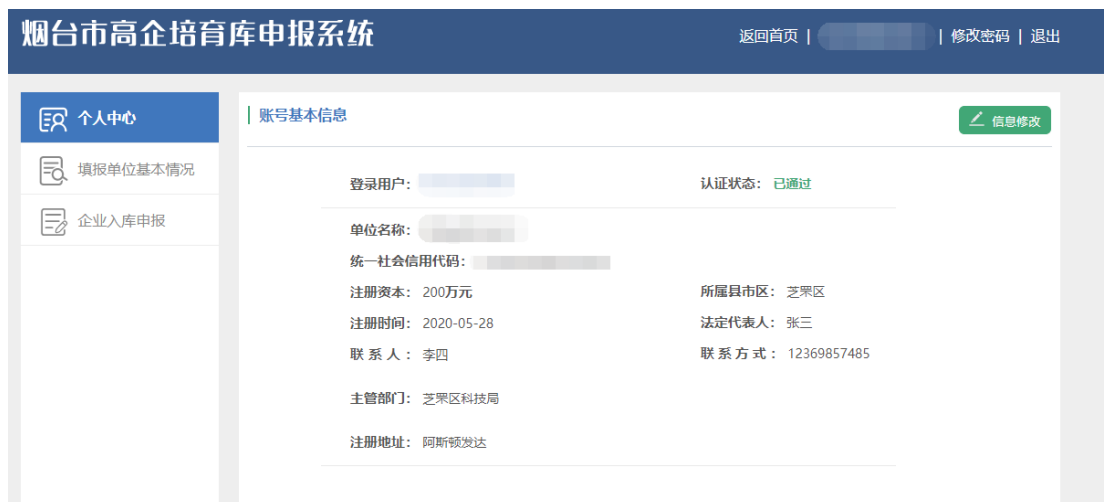 烟台市高企培育库申报系统
返回首页 | | 修改密码 | 退出
个人中心
填报单位基本情况
企业入库申报
账号基本信息
信息修改
登录用户：
认证状态： 已通过
单位名称：
统一社会信用代码：
注册资本： 200万元
所属县市区： 芝罘区
注册时间： 2020-05-28
法定代表人： 张三
联 系 人 ： 李四
联 系 方 式 ： 12369857485
主管部门： 芝罘区科技局
注册地址： 阿斯顿发达